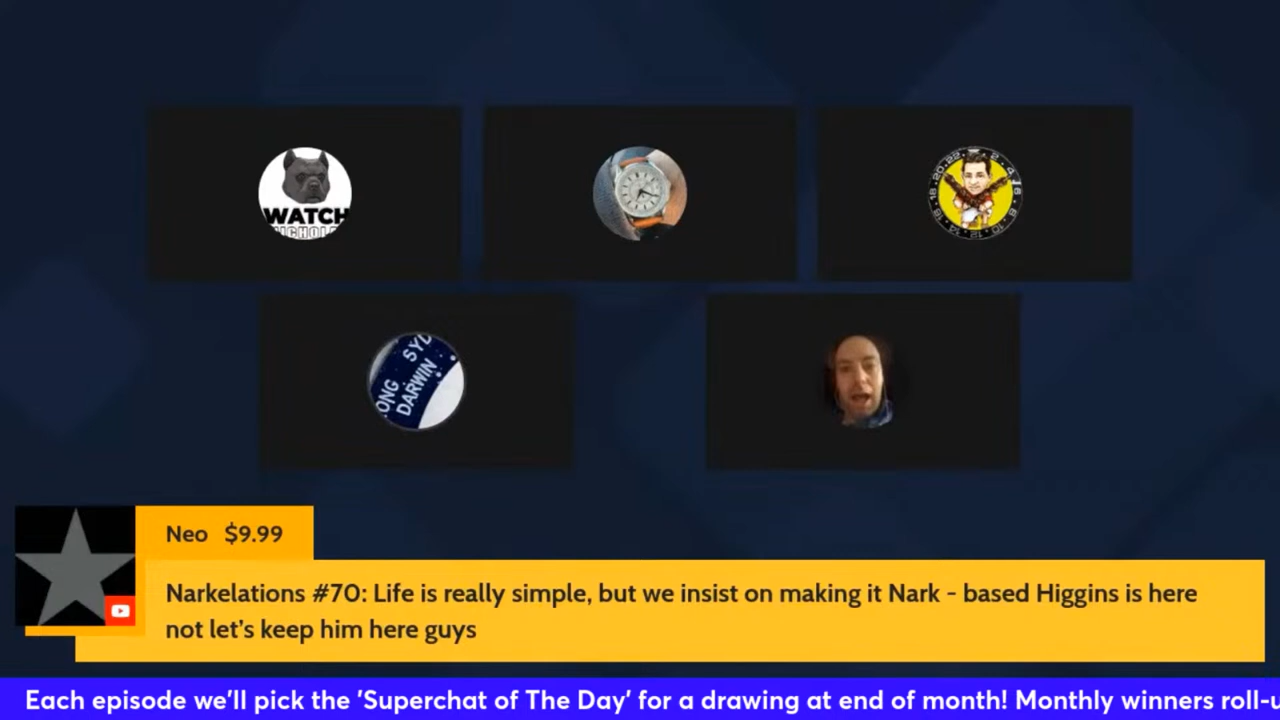 WATCH
SYD
ONG
DARWIN
Neo $9.99
Narkelations #70: Life is really simple, but we insist on making it Nark - based Higgins is here
not let's keep him here guys
Each episode we'll pick the 'Superchat of The Day' for a drawing at end of month! Monthly winners roll-u